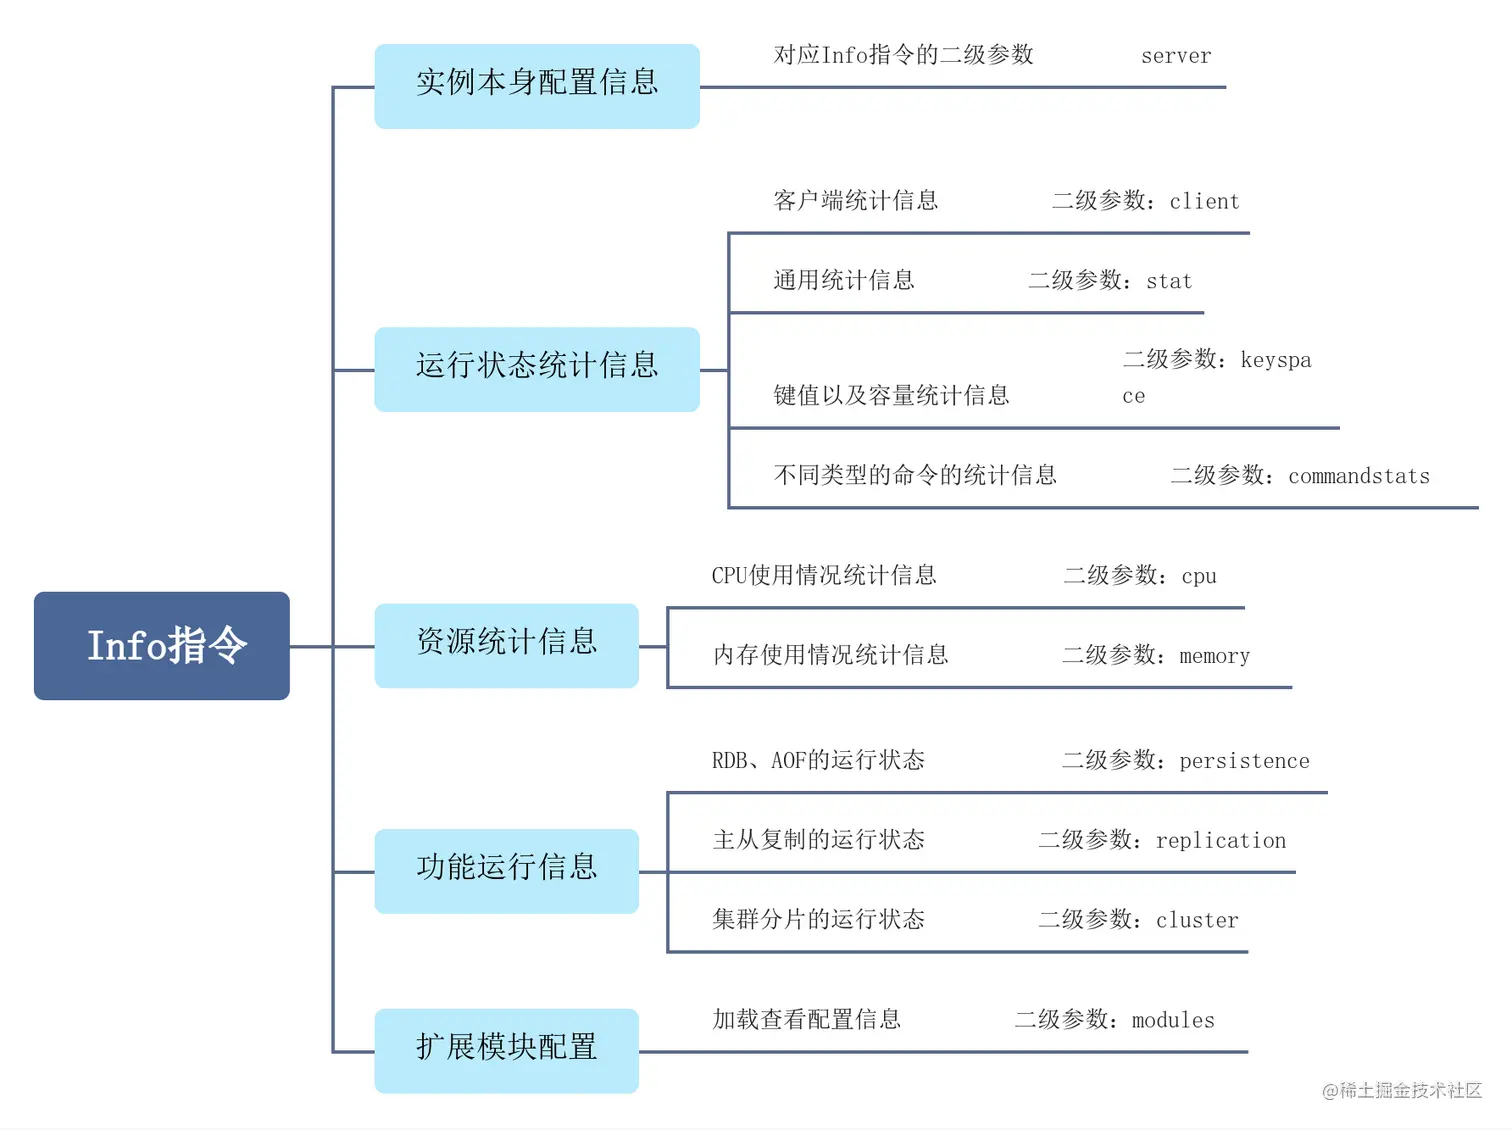 实例本身配置信息
对应Info指令的二级参数 server
运行状态统计信息
客户端统计信息 二级参数：client
通用统计信息 二级参数：stat
键值以及容量统计信息 二级参数：keyspa
ce
不同类型的命令的统计信息 二级参数：commandstats
Info指令
资源统计信息
CPU使用情况统计信息 二级参数：cpu
内存使用情况统计信息 二级参数：memory
功能运行信息
RDB、AOF的运行状态 二级参数：persistence
主从复制的运行状态 二级参数：replication
集群分片的运行状态 二级参数：cluster
扩展模块配置
加载查看配置信息 二级参数：modules
@稀土掘金技术社区